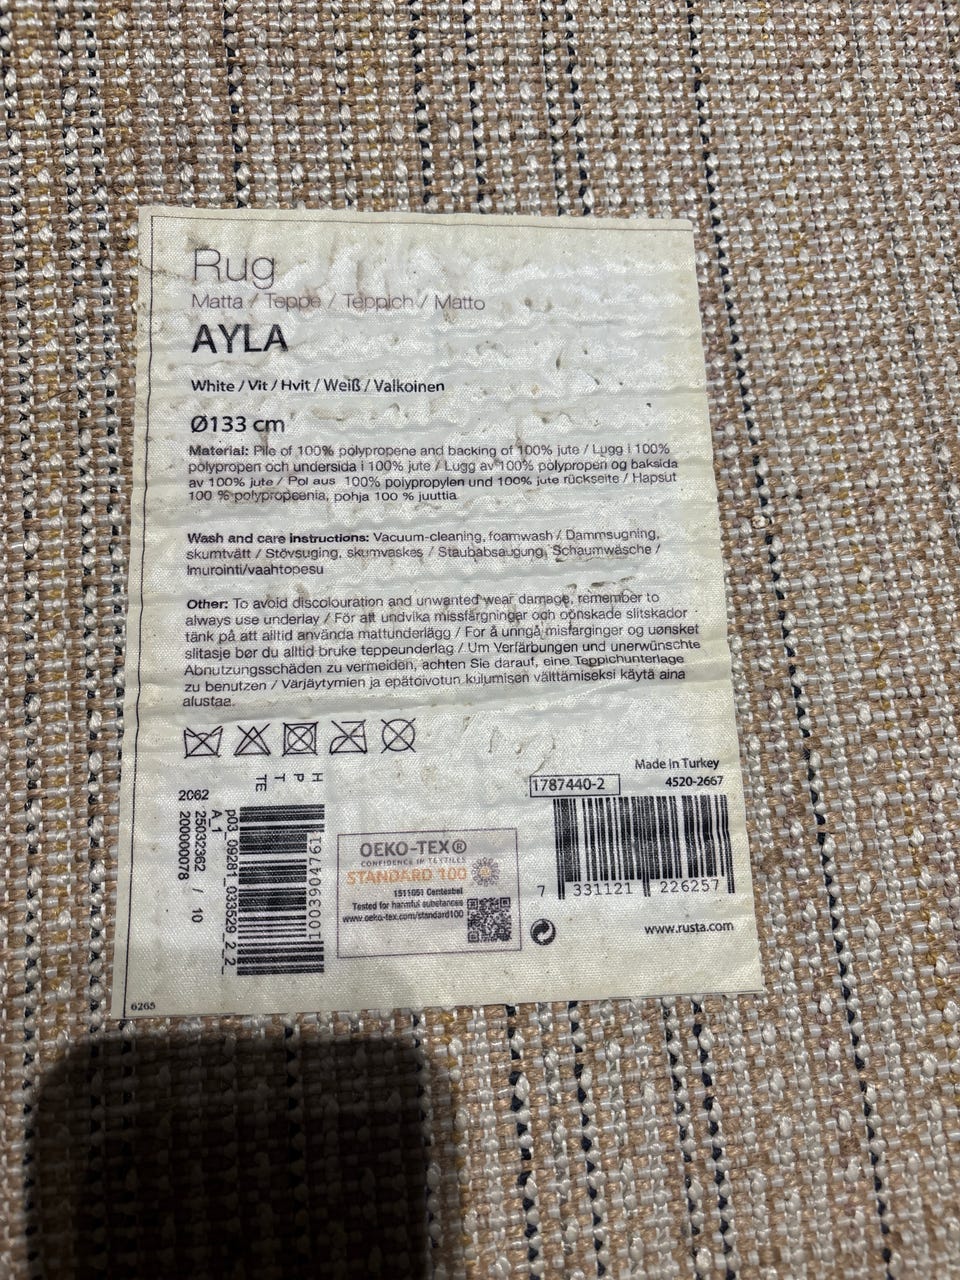 Rug
Matta / Teppe / Teppich / Matto
AYLA
White / Vit / Hvit / Weiß / Valkoinen
Ø133 cm
Material: Pile of 100% polypropene and backing of 100% jute / Lugg i 100%
polypropen och undersida i 100% jute / Lugg av 100% polypropen og baksida
av 100% jute / Pol aus 100% polypropylen und 100% jute rückseite / Hapsut
100 % polypropeenia, pohja 100 % juuttia
Wash and care instructions: Vacuum-cleaning, foamwash / Dammsugning,
skumtvätt / Stövsuging, skumvaskes / Staubabsaugung, Schaumwäsche /
Imurointi/vaahtopesu
Other: To avoid discolouration and unwanted wear damage, remember to
always use underlay / För att undvika missfärgningar och oönskade slitskador
tänk på att alltid använda mattunderlägg / For å unngå misfarginger og uønsket
slitasje bør du alltid bruke teppeunderlag / Um Verfärbungen und unerwünschte
Abnutzungsschäden zu vermeiden, achten Sie darauf, eine Teppichunterlage
zu benutzen / Värjäytymien ja epätoivotun kulumisen välttämiseksi käytä aina
alustaa.
Made in Turkey
1787440-2
4520-2667
2062
H P T TE
p03_09281_033529_2_2_
A_1
25032362 / 10
200000078
1003904761
OEKO-TEX®
CONFIDENCE IN TEXTILES
STANDARD 100
1511051 Centexbel
Tested for harmful substances
www.oeko-tex.com/standard100
7 331121 226257
www.rusta.com
6265